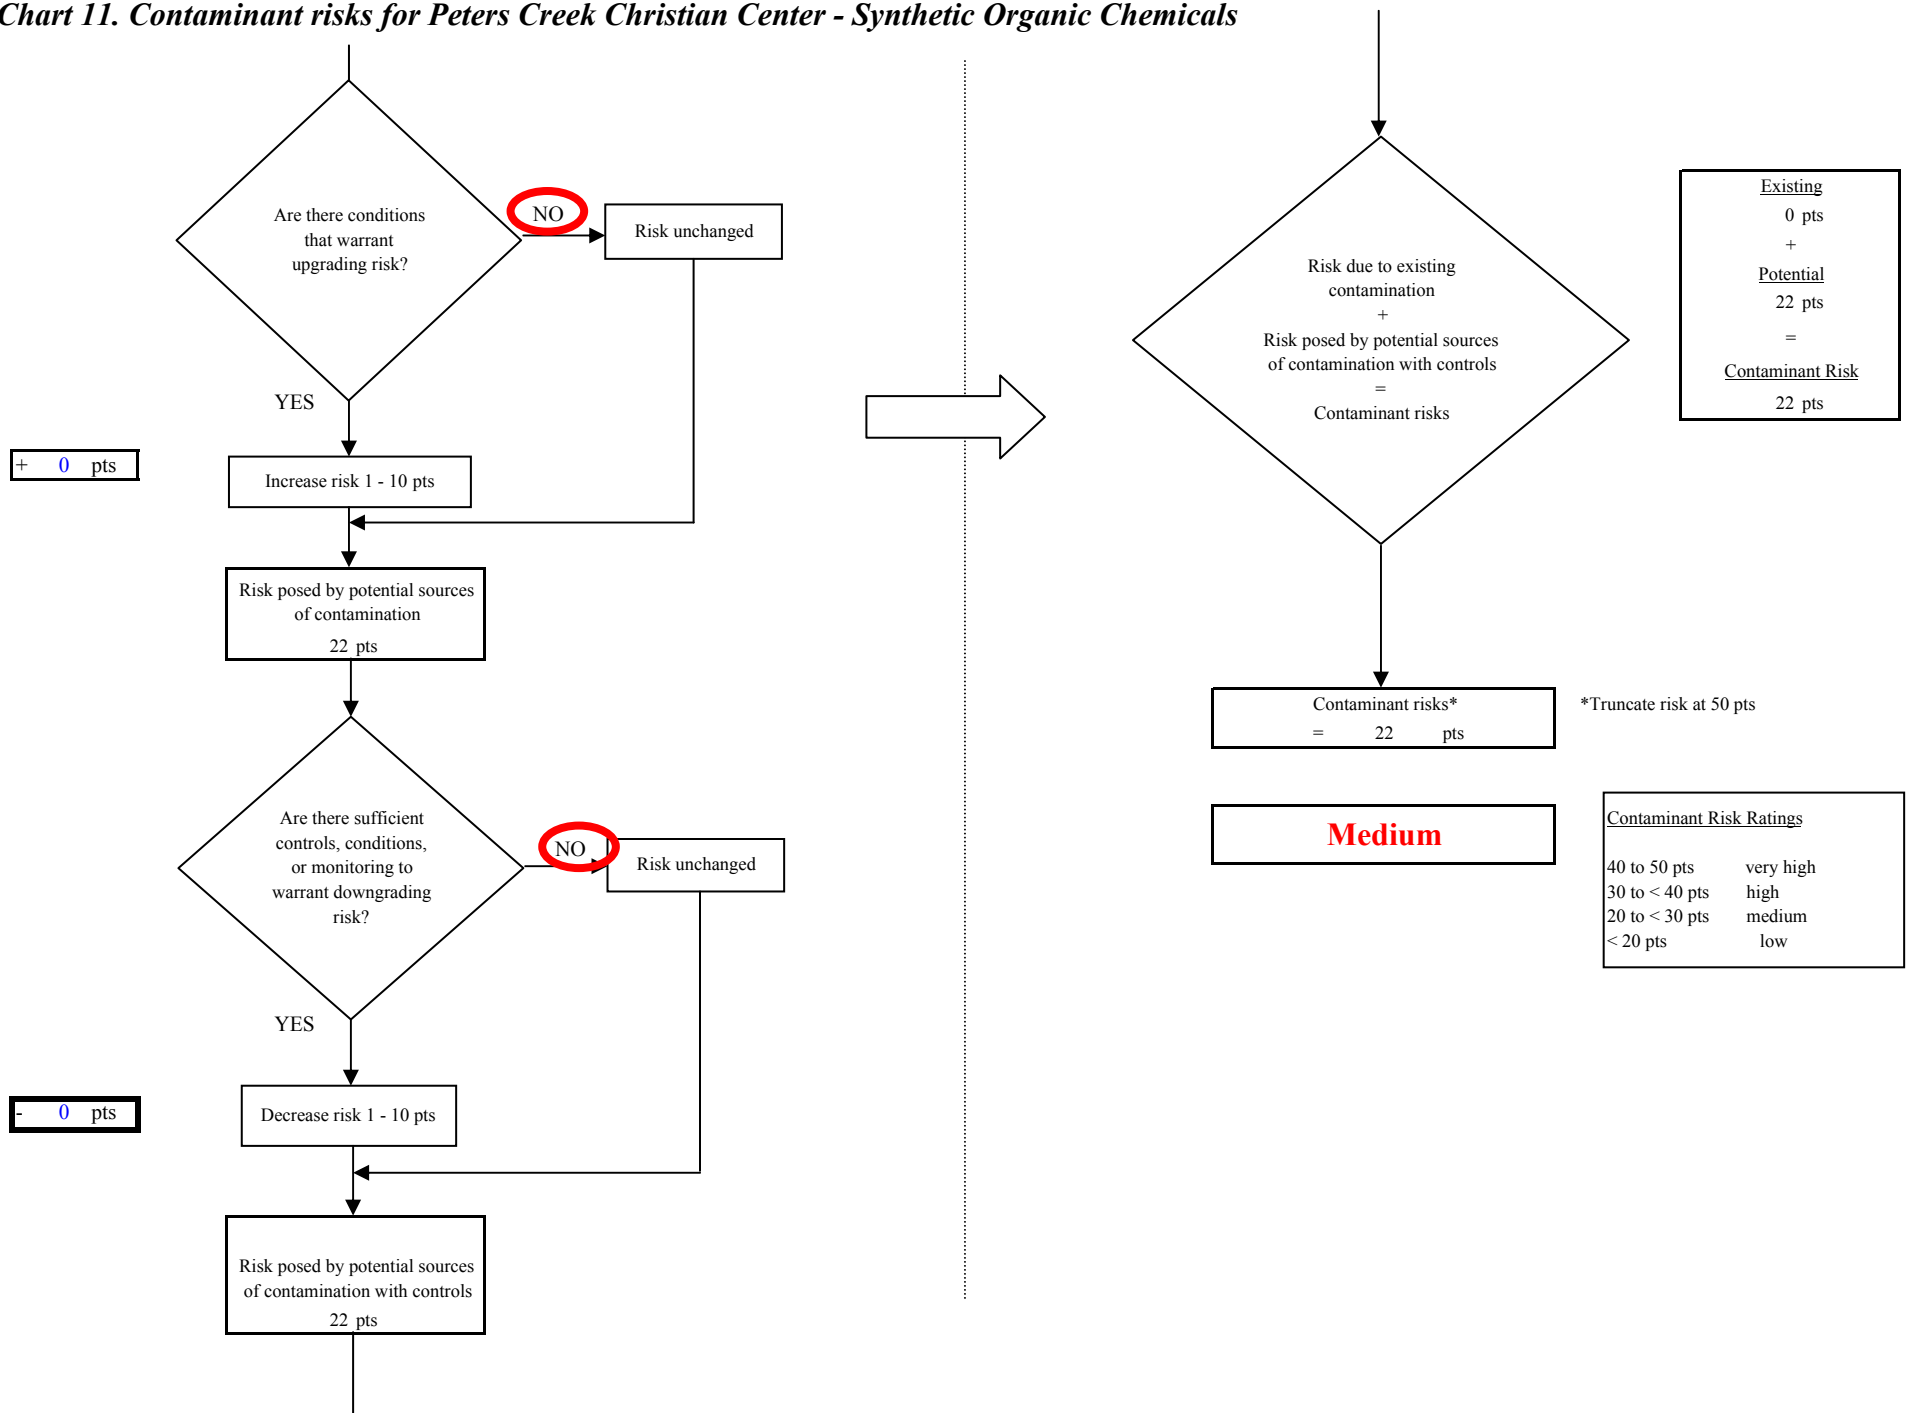 Chart 11. Contaminant risks for Peters Creek Christian Center - Synthetic Organic Chemicals
Are there conditions
that warrant
upgrading risk?
NO
Risk unchanged
YES
+ 0 pts
Increase risk 1 - 10 pts
Risk posed by potential sources
of contamination
22 pts
Are there sufficient
controls, conditions,
or monitoring to
warrant downgrading
risk?
NO
Risk unchanged
YES
- 0 pts
Decrease risk 1 - 10 pts
Risk posed by potential sources
of contamination with controls
22 pts
Risk due to existing
contamination
+
Risk posed by potential sources
of contamination with controls
=
Contaminant risks
Existing
0 pts
+
Potential
22 pts
=
Contaminant Risk
22 pts
Contaminant risks*
= 22 pts
*Truncate risk at 50 pts
Medium
Contaminant Risk Ratings
40 to 50 pts very high
30 to < 40 pts high
20 to < 30 pts medium
< 20 pts low